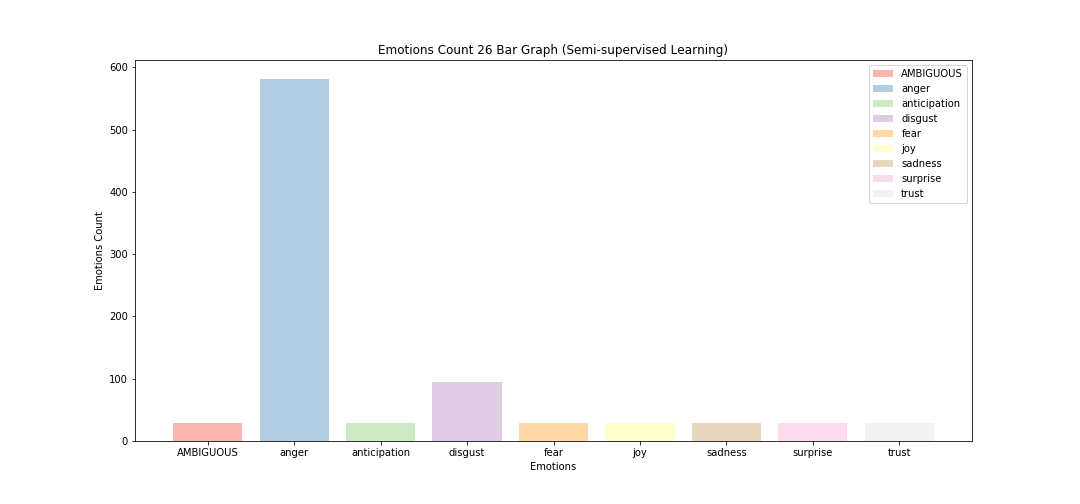 Emotions Count 26 Bar Graph (Semi-supervised Learning)
600
500
400
300
200
100
0
Emotions Count
AMBIGUOUS
anger
anticipation
disgust
fear
joy
sadness
surprise
trust
AMBIGUOUS anger anticipation disgust fear joy sadness surprise trust
Emotions